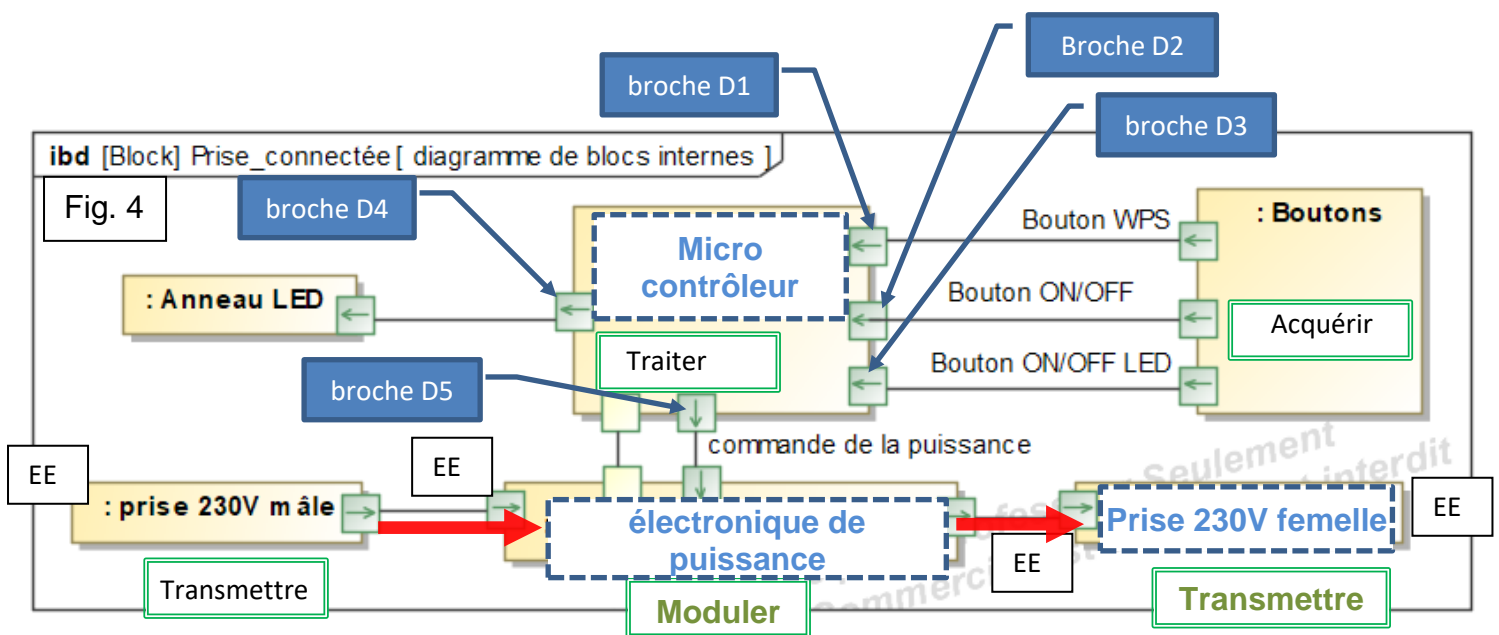 broche D1
Broche D2
broche D3
ibd [Block] Prise_connectée [ diagramme de blocs internes ]
Fig. 4
broche D4
Micro
contrôleur
Bouton WPS
: Boutons
: Anneau LED
Bouton ON/OFF
Acquérir
Traiter
Bouton ON/OFF LED
broche D5
commande de la puissance
Seulement
interdit
EE
EE
: prise 230V mâle
électronique de
puissance
Prise 230V femelle
EE
EE
Transmettre
Moduler
Transmettre